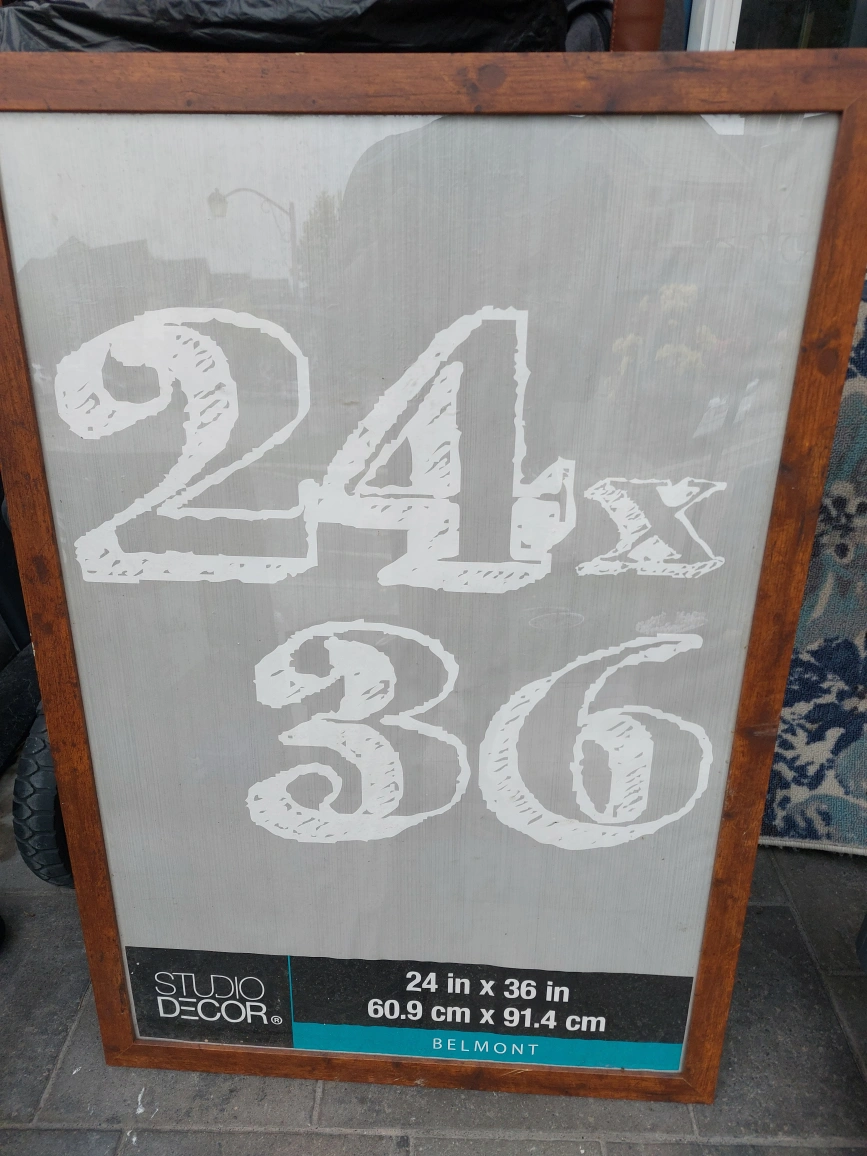 24x
36
STUDIO
DECOR®
24 in x 36 in
60.9 cm x 91.4 cm
BELMONT